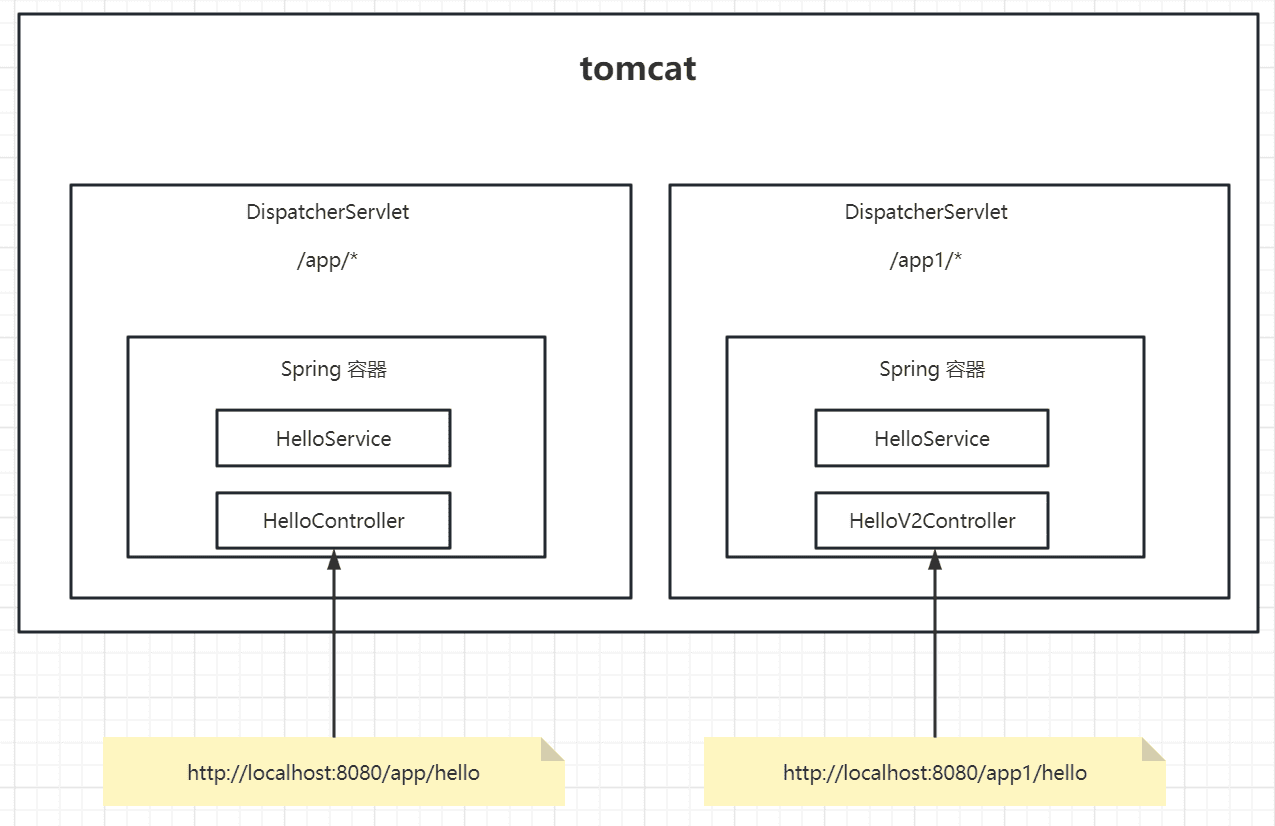 tomcat
DispatcherServlet
/app/*
Spring 容器
HelloService
HelloController
DispatcherServlet
/app1/*
Spring 容器
HelloService
HelloV2Controller
http://localhost:8080/app/hello
http://localhost:8080/app1/hello